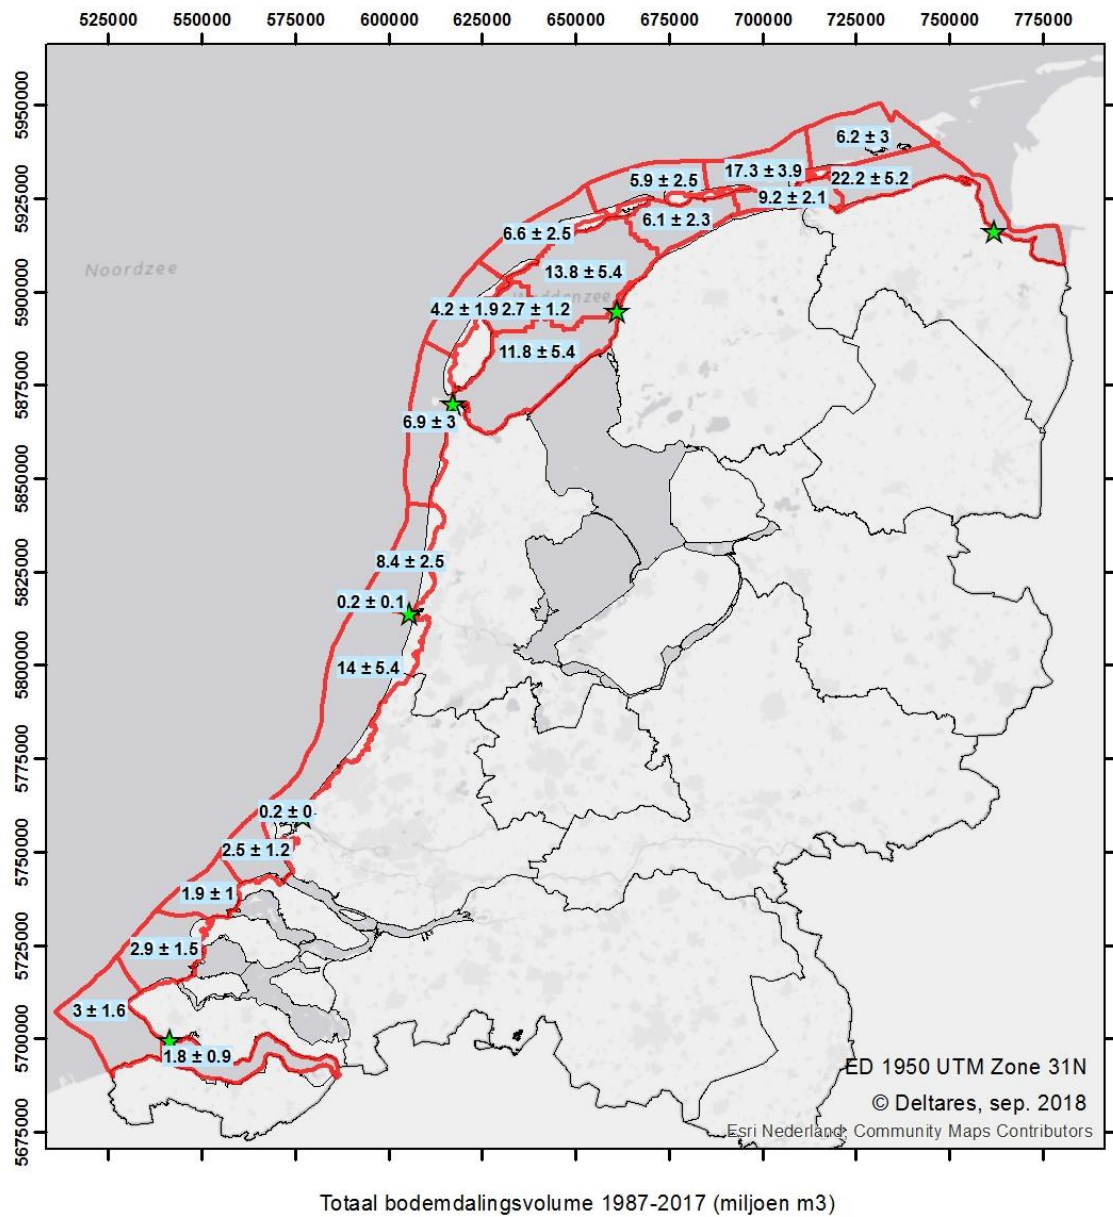 525000 550000 575000 600000 625000 650000 675000 700000 725000 750000 775000
5950000
6.2 ± 3
17.3 ± 3.9
5.9 ± 2.5
22.2 ± 5.2
5925000
9.2 ± 2.1
6.1 ± 2.3
6.6 ± 2.5
Noordzee
13.8 ± 5.4
5900000
4.2 ± 1.9 2.7 ± 1.2
11.8 ± 5.4
5875000
6.9 ± 3
5850000
8.4 ± 2.5
5825000
0.2 ± 0.1
14 ± 5.4
5800000
5775000
0.2 ± 0
2.5 ± 1.2
5750000
1.9 ± 1
2.9 ± 1.5
5725000
3 ± 1.6
5700000
1.8 ± 0.9
ED 1950 UTM Zone 31N
© Deltares, sep. 2018
Esri Nederland, Community Maps Contributors
5675000
Totaal bodemdalingsvolume 1987-2017 (miljoen m3)